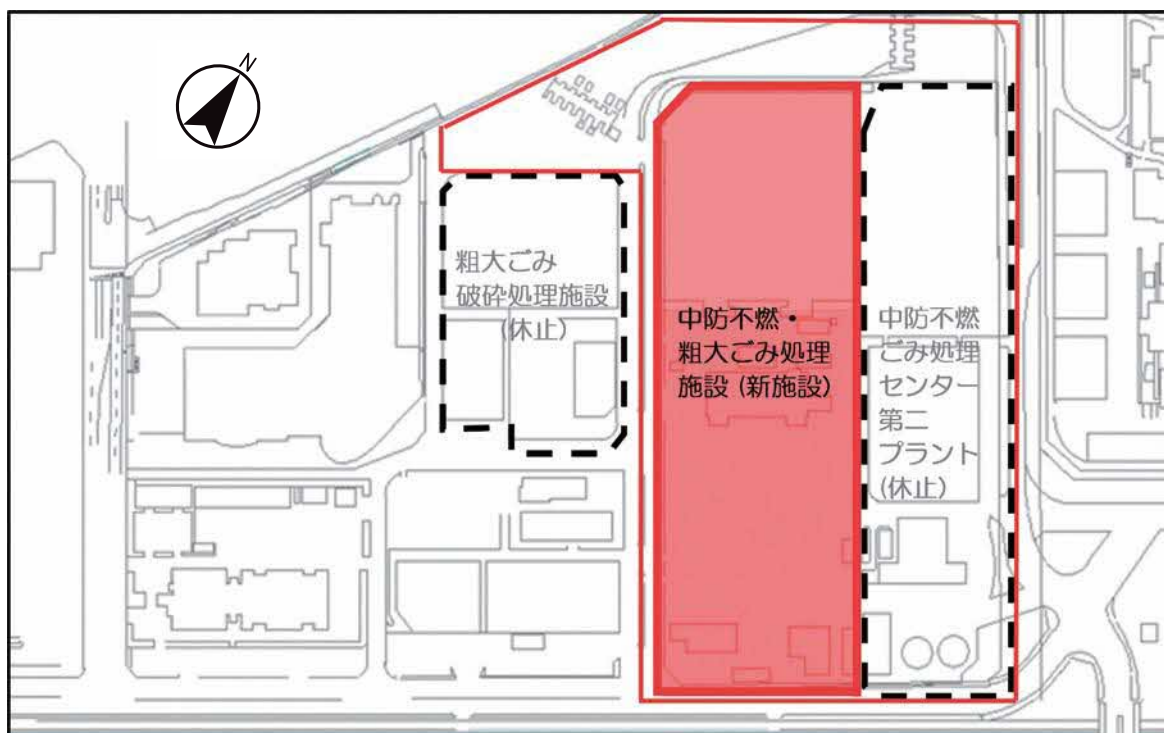 N
粗大ごみ
破砕処理施設
(休止)
中防不燃・
粗大ごみ処理
施設(新施設)
中防不燃
ごみ処理
センター
第二
プラント
(休止)